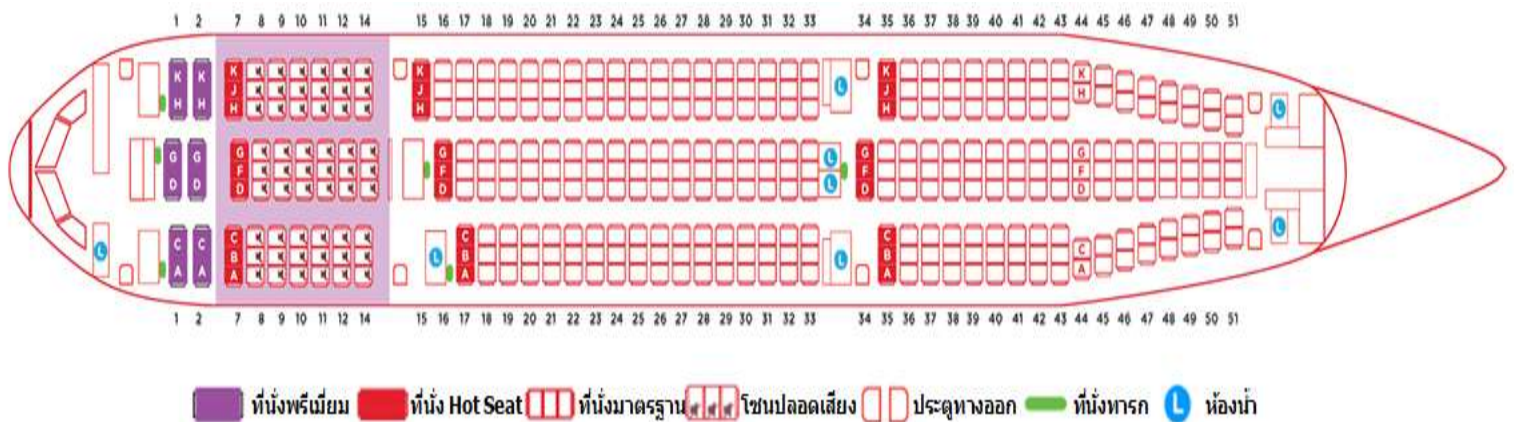 1 2 7 8 9 10 11 12 14 15 16 17 18 19 20 21 22 23 24 25 26 27 28 29 30 31 32 33 34 35 36 37 38 39 40 41 42 43 44 45 46 47 48 49 50 51
K K K K K K
J J J
H H H H H H
L L
G G G G G G
F F F F L
D D D D L D D
C C C C C C
B B B
A A A A A A
L L L L
1 2 7 8 9 10 11 12 14 15 16 17 18 19 20 21 22 23 24 25 26 27 28 29 30 31 32 33 34 35 36 37 38 39 40 41 42 43 44 45 46 47 48 49 50 51
ที่นั่งพรีเมี่ยม ที่นั่ง Hot Seat ที่นั่งมาตรฐาน โซนปลอดเสียง ประตูทางออก ที่นั่งทารก L ห้องน้ำ